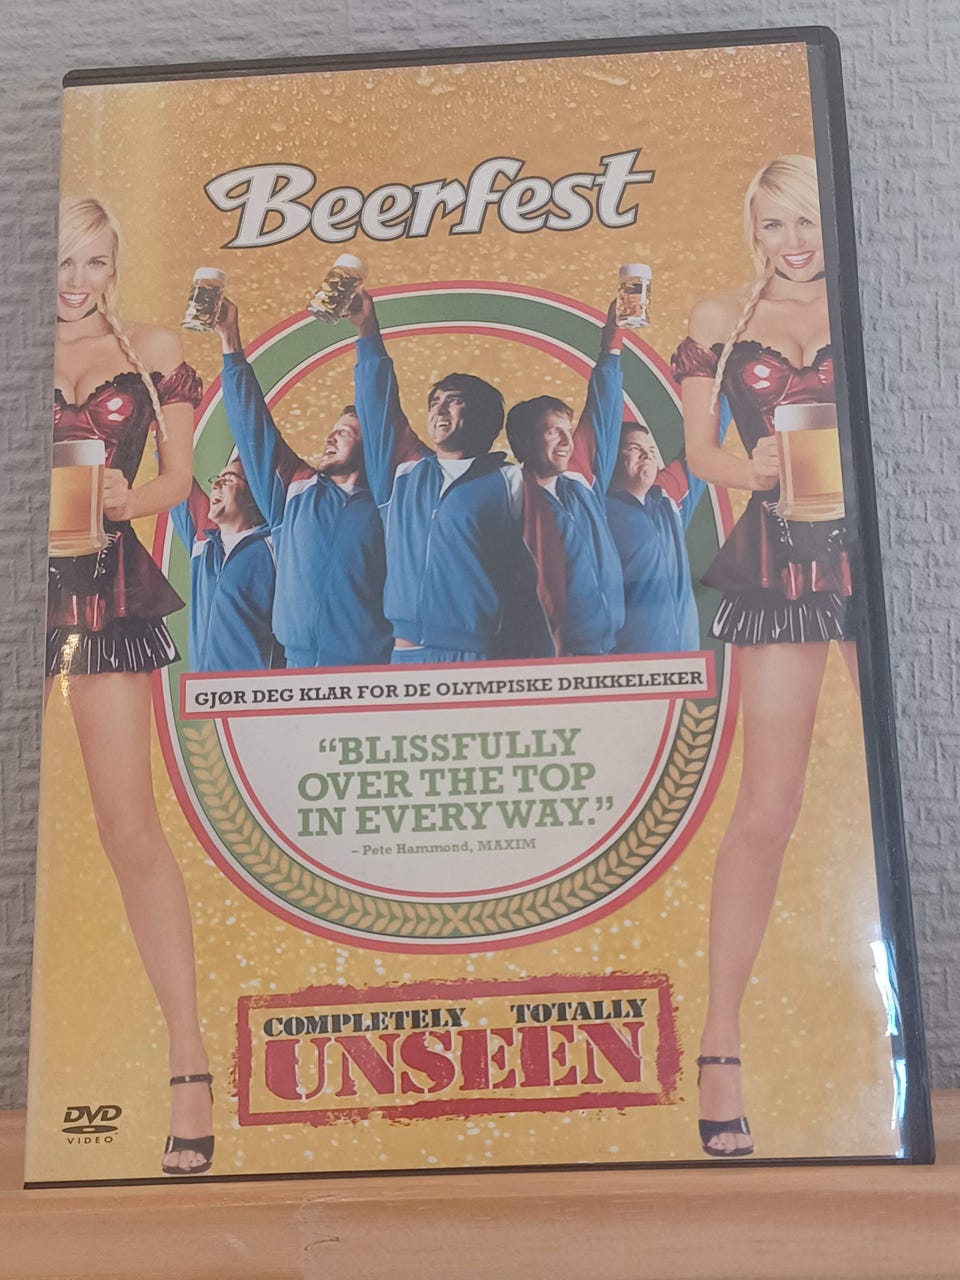 Beerfest
GJØR DEG KLAR FOR DE OLYMPISKE DRIKKELEKER
“BLISSFULLY
OVER THE TOP
IN EVERY WAY.”
– Pete Hammond, MAXIM
COMPLETELY TOTALLY
UNSEEN
DVD
VIDEO